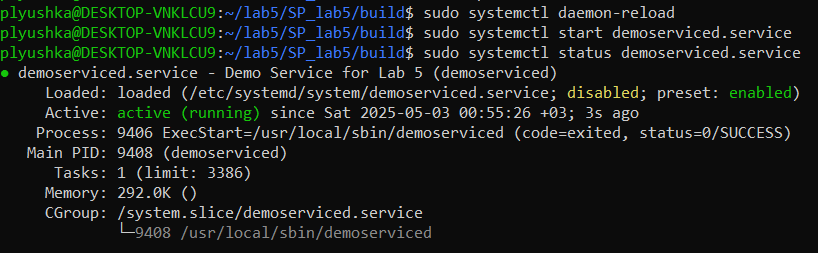 plyushka@DESKTOP-VNKLCU9:~/lab5/SP_lab5/build$ sudo systemctl daemon-reload
plyushka@DESKTOP-VNKLCU9:~/lab5/SP_lab5/build$ sudo systemctl start demoserviced.service
plyushka@DESKTOP-VNKLCU9:~/lab5/SP_lab5/build$ sudo systemctl status demoserviced.service
● demoserviced.service - Demo Service for Lab 5 (demoserviced)
     Loaded: loaded (/etc/systemd/system/demoserviced.service; disabled; preset: enabled)
     Active: active (running) since Sat 2025-05-03 00:55:26 +03; 3s ago
    Process: 9406 ExecStart=/usr/local/sbin/demoserviced (code=exited, status=0/SUCCESS)
   Main PID: 9408 (demoserviced)
      Tasks: 1 (limit: 3386)
     Memory: 292.0K ()
     CGroup: /system.slice/demoserviced.service
             └─9408 /usr/local/sbin/demoserviced